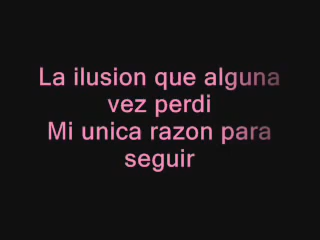 La ilusion que alguna
vez perdi
Mi unica razon para
seguir